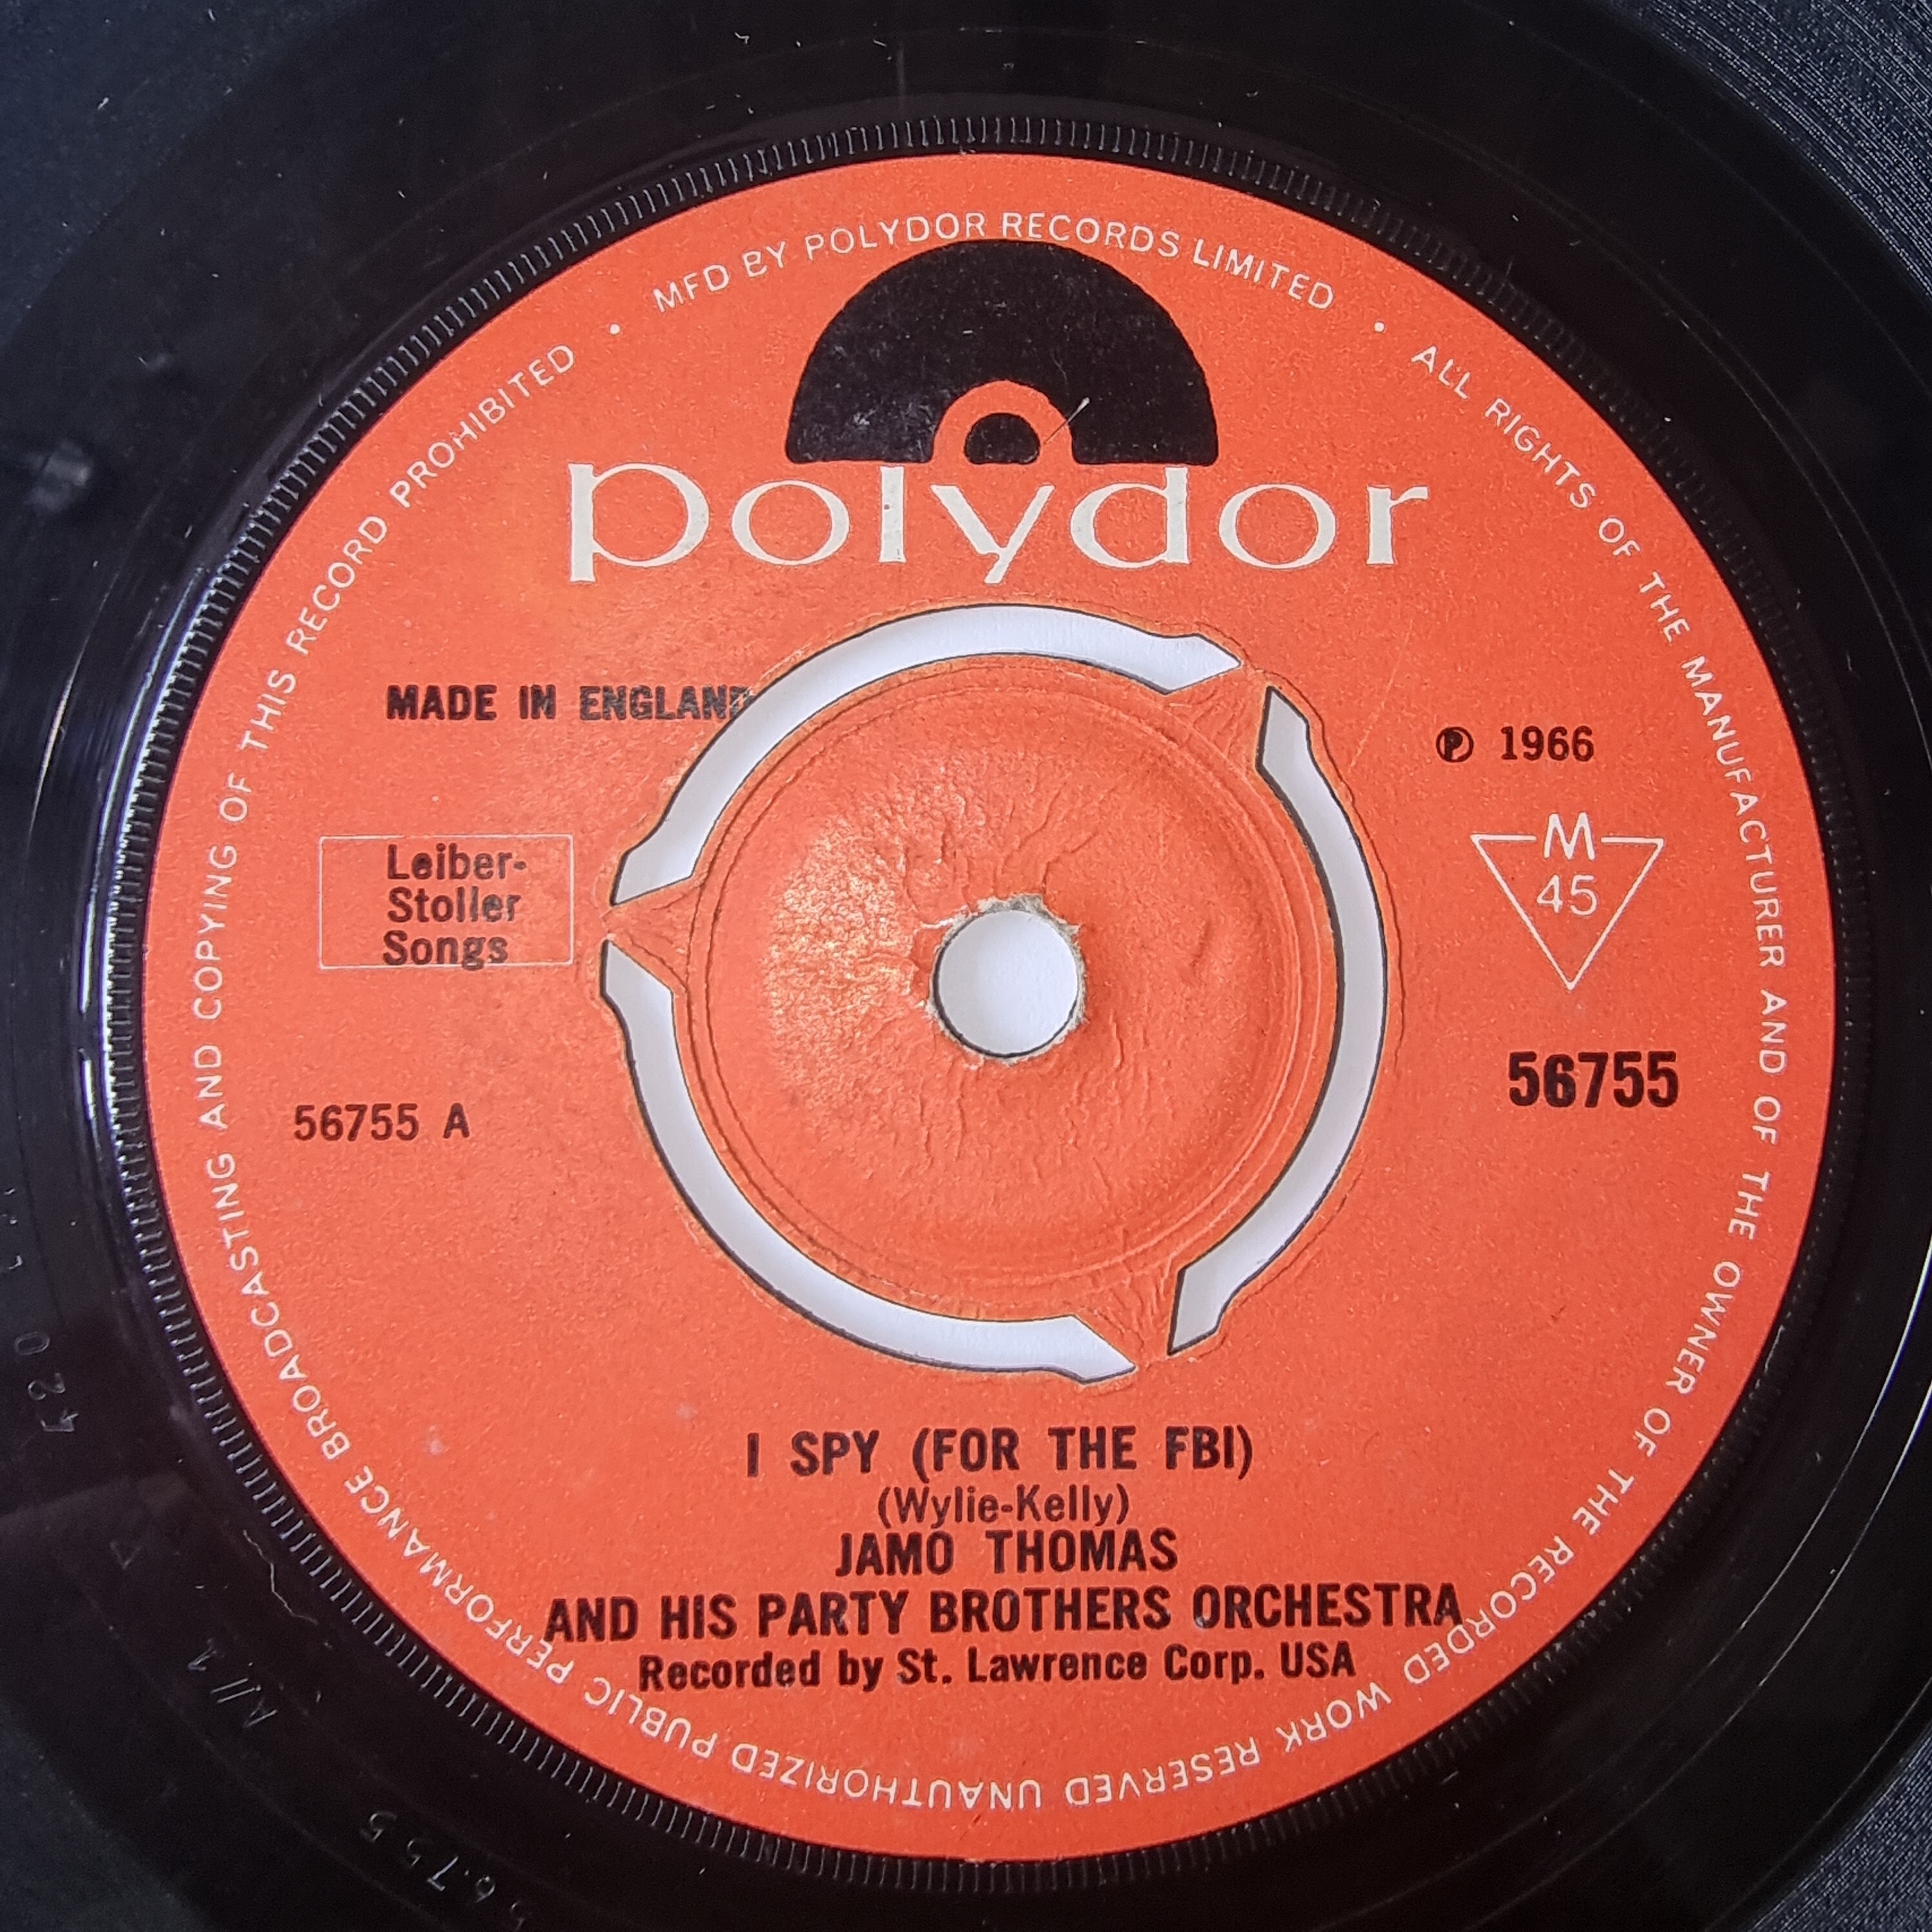 MFD BY POLYDOR RECORDS LIMITED • ALL RIGHTS OF THE MANUFACTURER AND OF THE OWNER OF THE RECORDED WORK RESERVED UNAUTHORIZED PUBLIC PERFORMANCE BROADCASTING AND COPYING OF THIS RECORD PROHIBITED •
polydor
MADE IN ENGLAND
℗ 1966
Leiber-
Stoller
Songs
M
45
56755
56755 A
I SPY (FOR THE FBI)
(Wylie-Kelly)
JAMO THOMAS
AND HIS PARTY BROTHERS ORCHESTRA
Recorded by St. Lawrence Corp. USA
56755
A//1
420